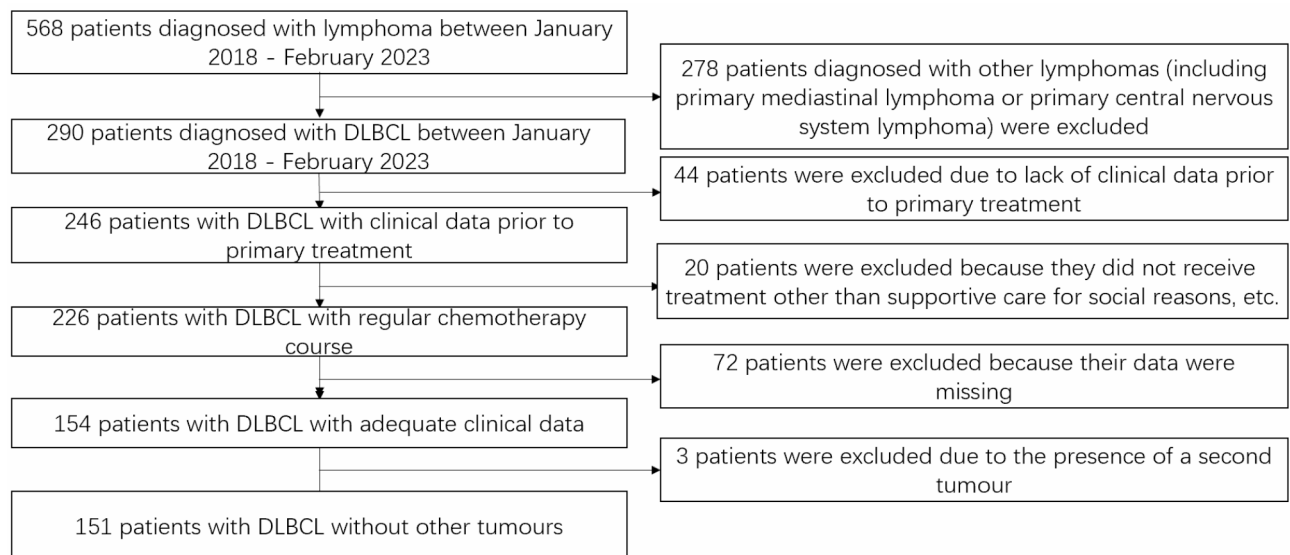 568 patients diagnosed with lymphoma between January
2018 - February 2023
278 patients diagnosed with other lymphomas (including
primary mediastinal lymphoma or primary central nervous
system lymphoma) were excluded
290 patients diagnosed with DLBCL between January
2018 - February 2023
44 patients were excluded due to lack of clinical data prior
to primary treatment
246 patients with DLBCL with clinical data prior to
primary treatment
20 patients were excluded because they did not receive
treatment other than supportive care for social reasons, etc.
226 patients with DLBCL with regular chemotherapy
course
72 patients were excluded because their data were
missing
154 patients with DLBCL with adequate clinical data
3 patients were excluded due to the presence of a second
tumour
151 patients with DLBCL without other tumours